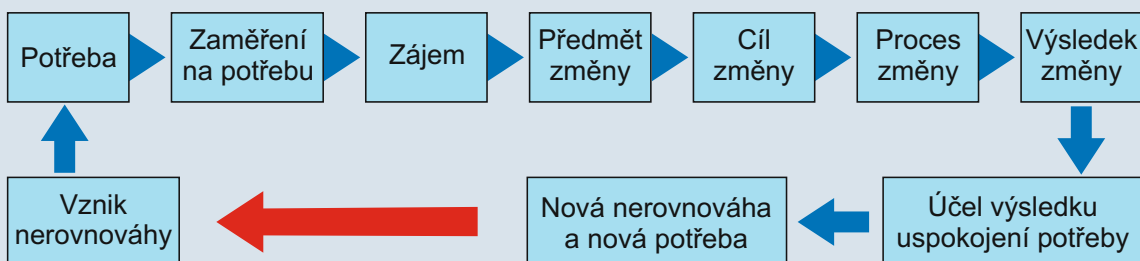 Potřeba
Zaměření
na potřebu
Zájem
Předmět
změny
Cíl
změny
Proces
změny
Výsledek
změny
Vznik
nerovnováhy
Nová nerovnováha
a nová potřeba
Účel výsledku
uspokojení potřeby